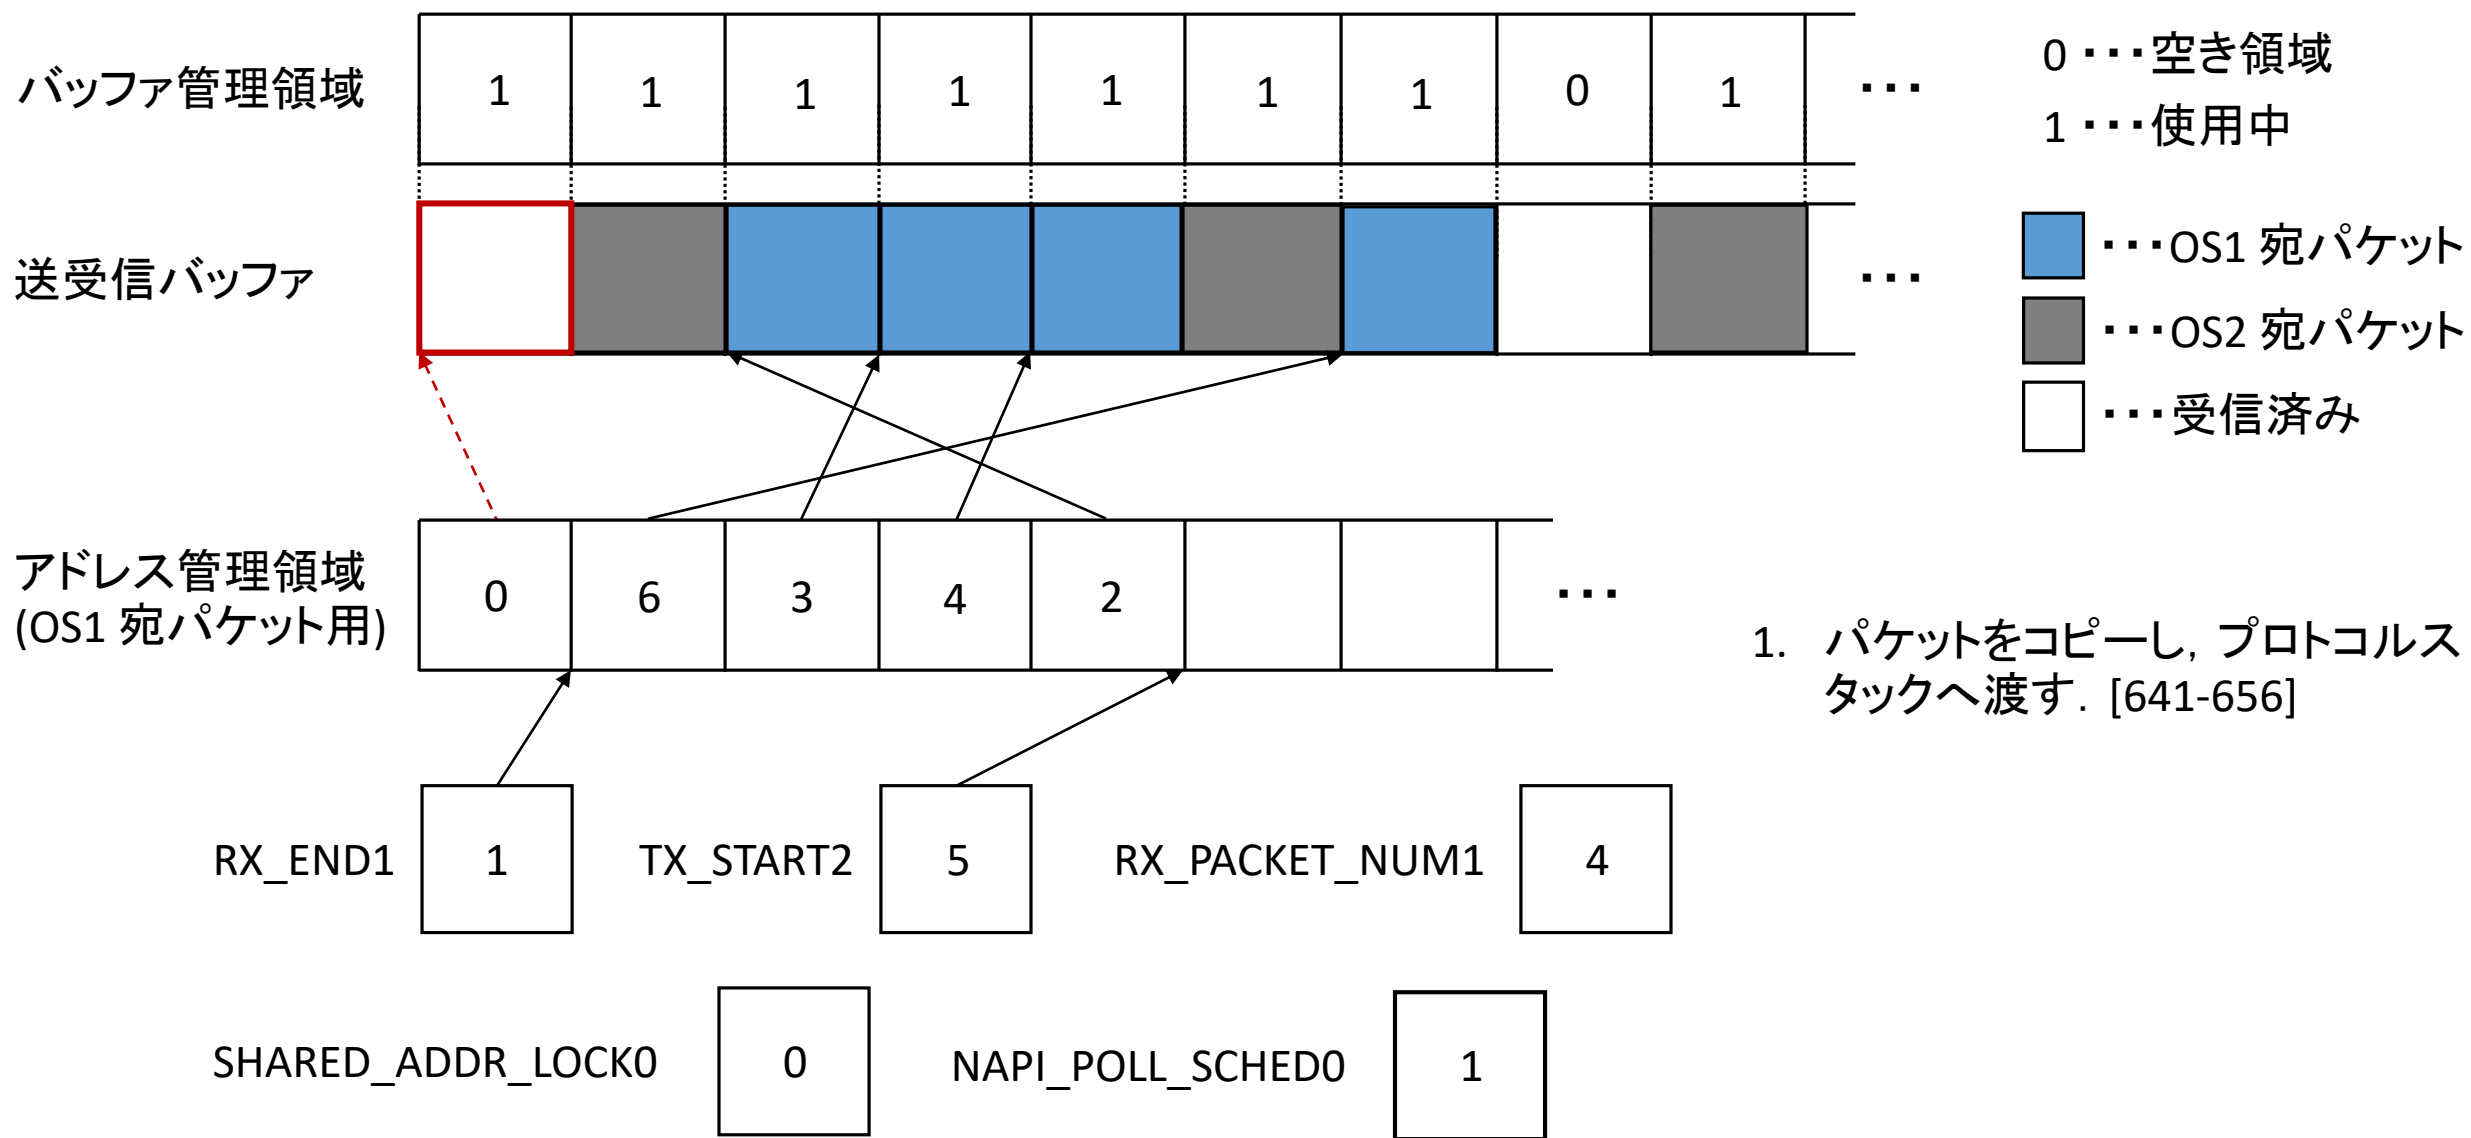 バッファ管理領域
1 1 1 1 1 1 1 0 1 ･･･
0 ･･･空き領域
1 ･･･使用中
送受信バッファ
･･･
･･･OS1 宛パケット
･･･OS2 宛パケット
･･･受信済み
アドレス管理領域
(OS1 宛パケット用)
0 6 3 4 2 ･･･
1. パケットをコピーし，プロトコルス
タックへ渡す．[641-656]
RX_END1 1 TX_START2 5 RX_PACKET_NUM1 4
SHARED_ADDR_LOCK0 0 NAPI_POLL_SCHED0 1